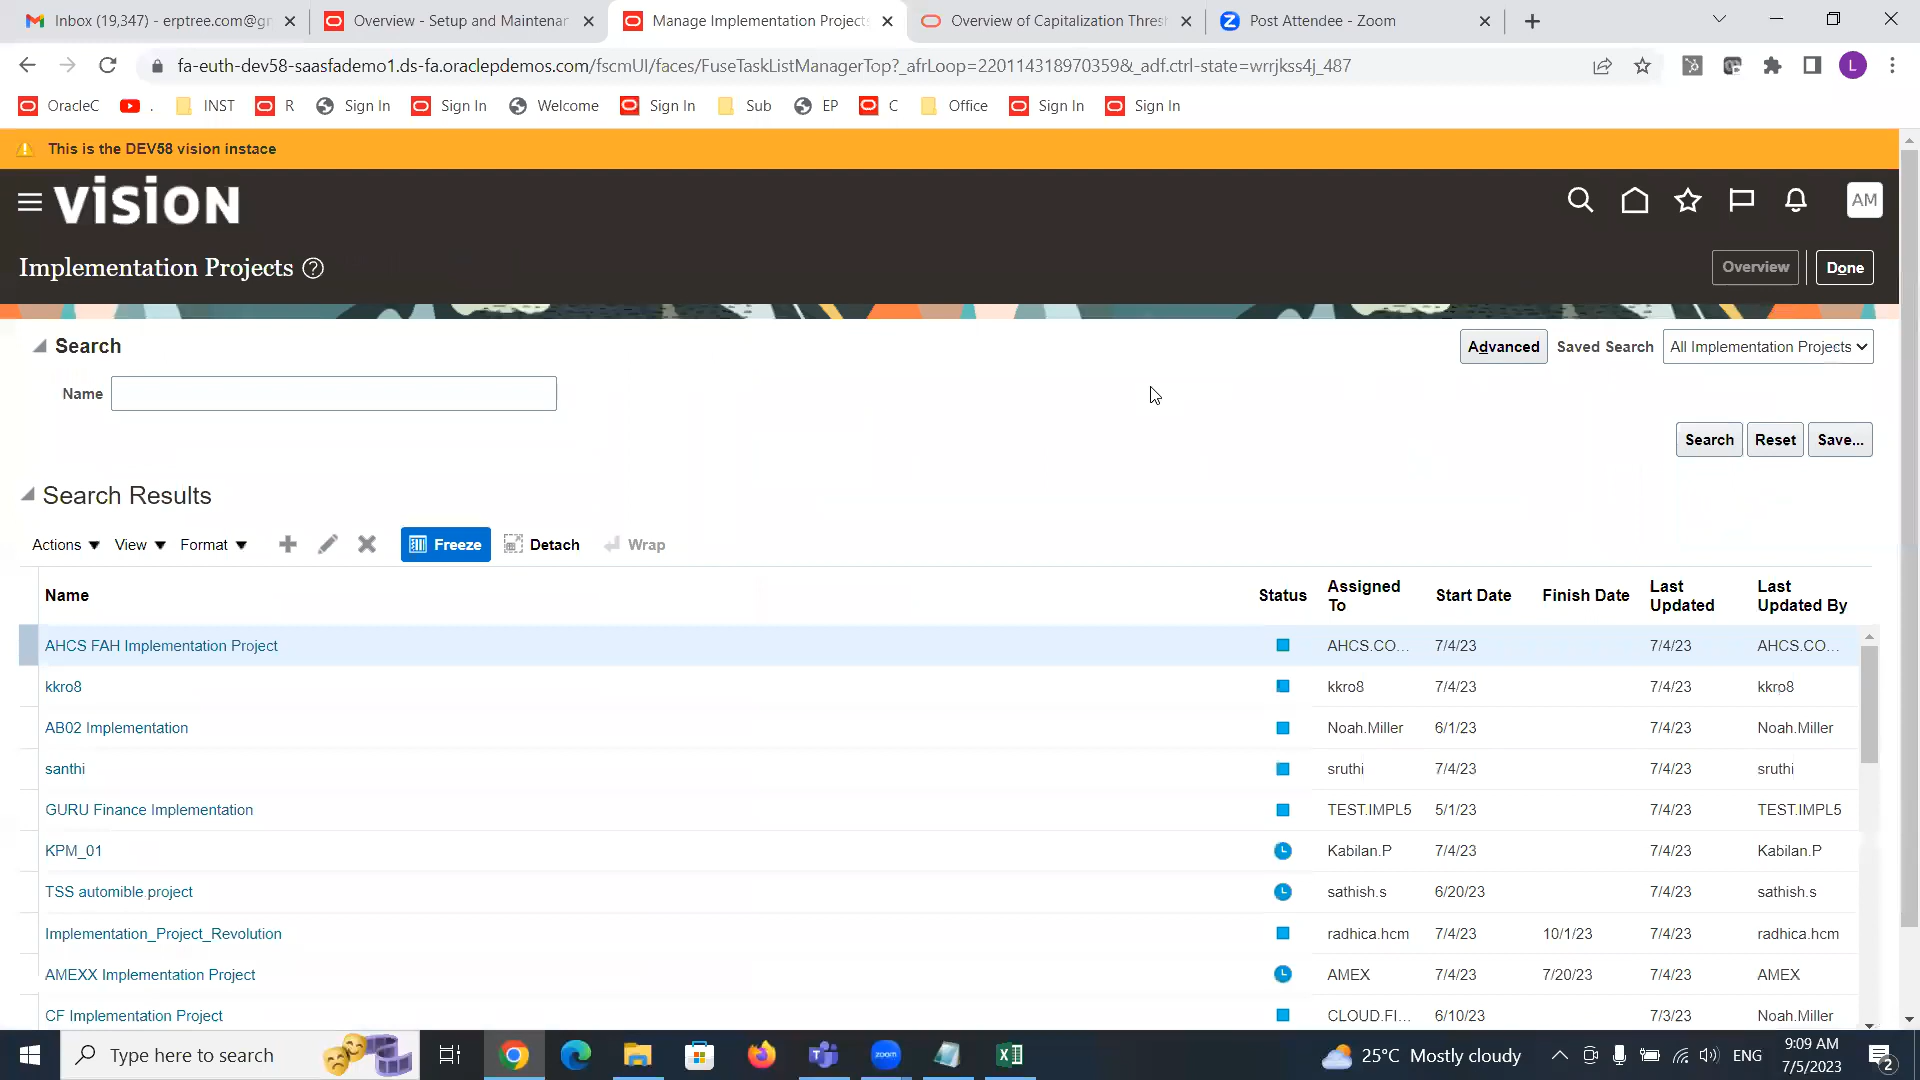 Inbox (19,347) - erptree.com@gr
Overview - Setup and Maintenan
Manage Implementation Projects
Overview of Capitalization Thresh
Post Attendee - Zoom
fa-euth-dev58-saasfademo1.ds-fa.oraclepdemos.com/fscmUI/faces/FuseTaskListManagerTop?_afrLoop=220114318970359&_adf.ctrl-state=wrrjkss4j_487
L
OracleC . INST R Sign In Sign In Welcome Sign In Sub EP C Office Sign In Sign In
This is the DEV58 vision instace
vision
AM
Implementation Projects
Overview Done
Search
Advanced Saved Search All Implementation Projects
Name
Search Reset Save...
Search Results
Actions View Format Freeze Detach Wrap
Name Status Assigned To Start Date Finish Date Last Updated Last Updated By
AHCS FAH Implementation Project AHCS.CO... 7/4/23 7/4/23 AHCS.CO...
kkro8 kkro8 7/4/23 7/4/23 kkro8
AB02 Implementation Noah.Miller 6/1/23 7/4/23 Noah.Miller
santhi sruthi 7/4/23 7/4/23 sruthi
GURU Finance Implementation TEST.IMPL5 5/1/23 7/4/23 TEST.IMPL5
KPM_01 Kabilan.P 7/4/23 7/4/23 Kabilan.P
TSS automible project sathish.s 6/20/23 7/4/23 sathish.s
Implementation_Project_Revolution radhica.hcm 7/4/23 10/1/23 7/4/23 radhica.hcm
AMEXX Implementation Project AMEX 7/4/23 7/20/23 7/4/23 AMEX
CF Implementation Project CLOUD.FI... 6/10/23 7/3/23 Noah.Miller
Type here to search
zoom
25°C Mostly cloudy
ENG
9:09 AM
7/5/2023
2